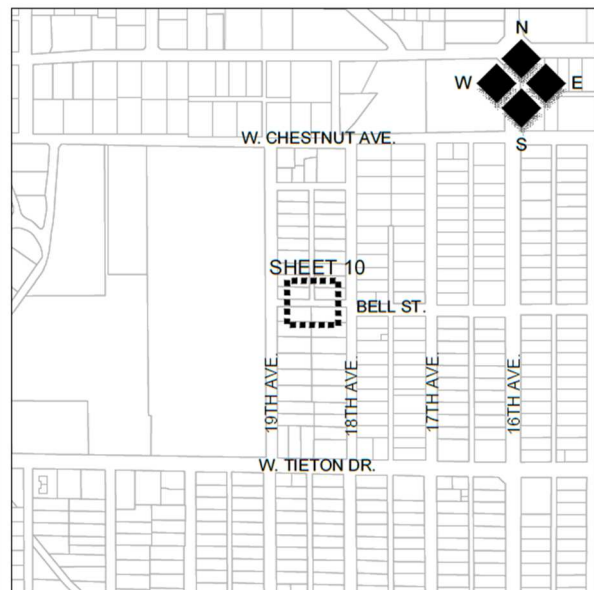 N
W E
S
W. CHESTNUT AVE.
SHEET 10
BELL ST.
19TH AVE.
18TH AVE.
17TH AVE.
16TH AVE.
W. TIETON DR.